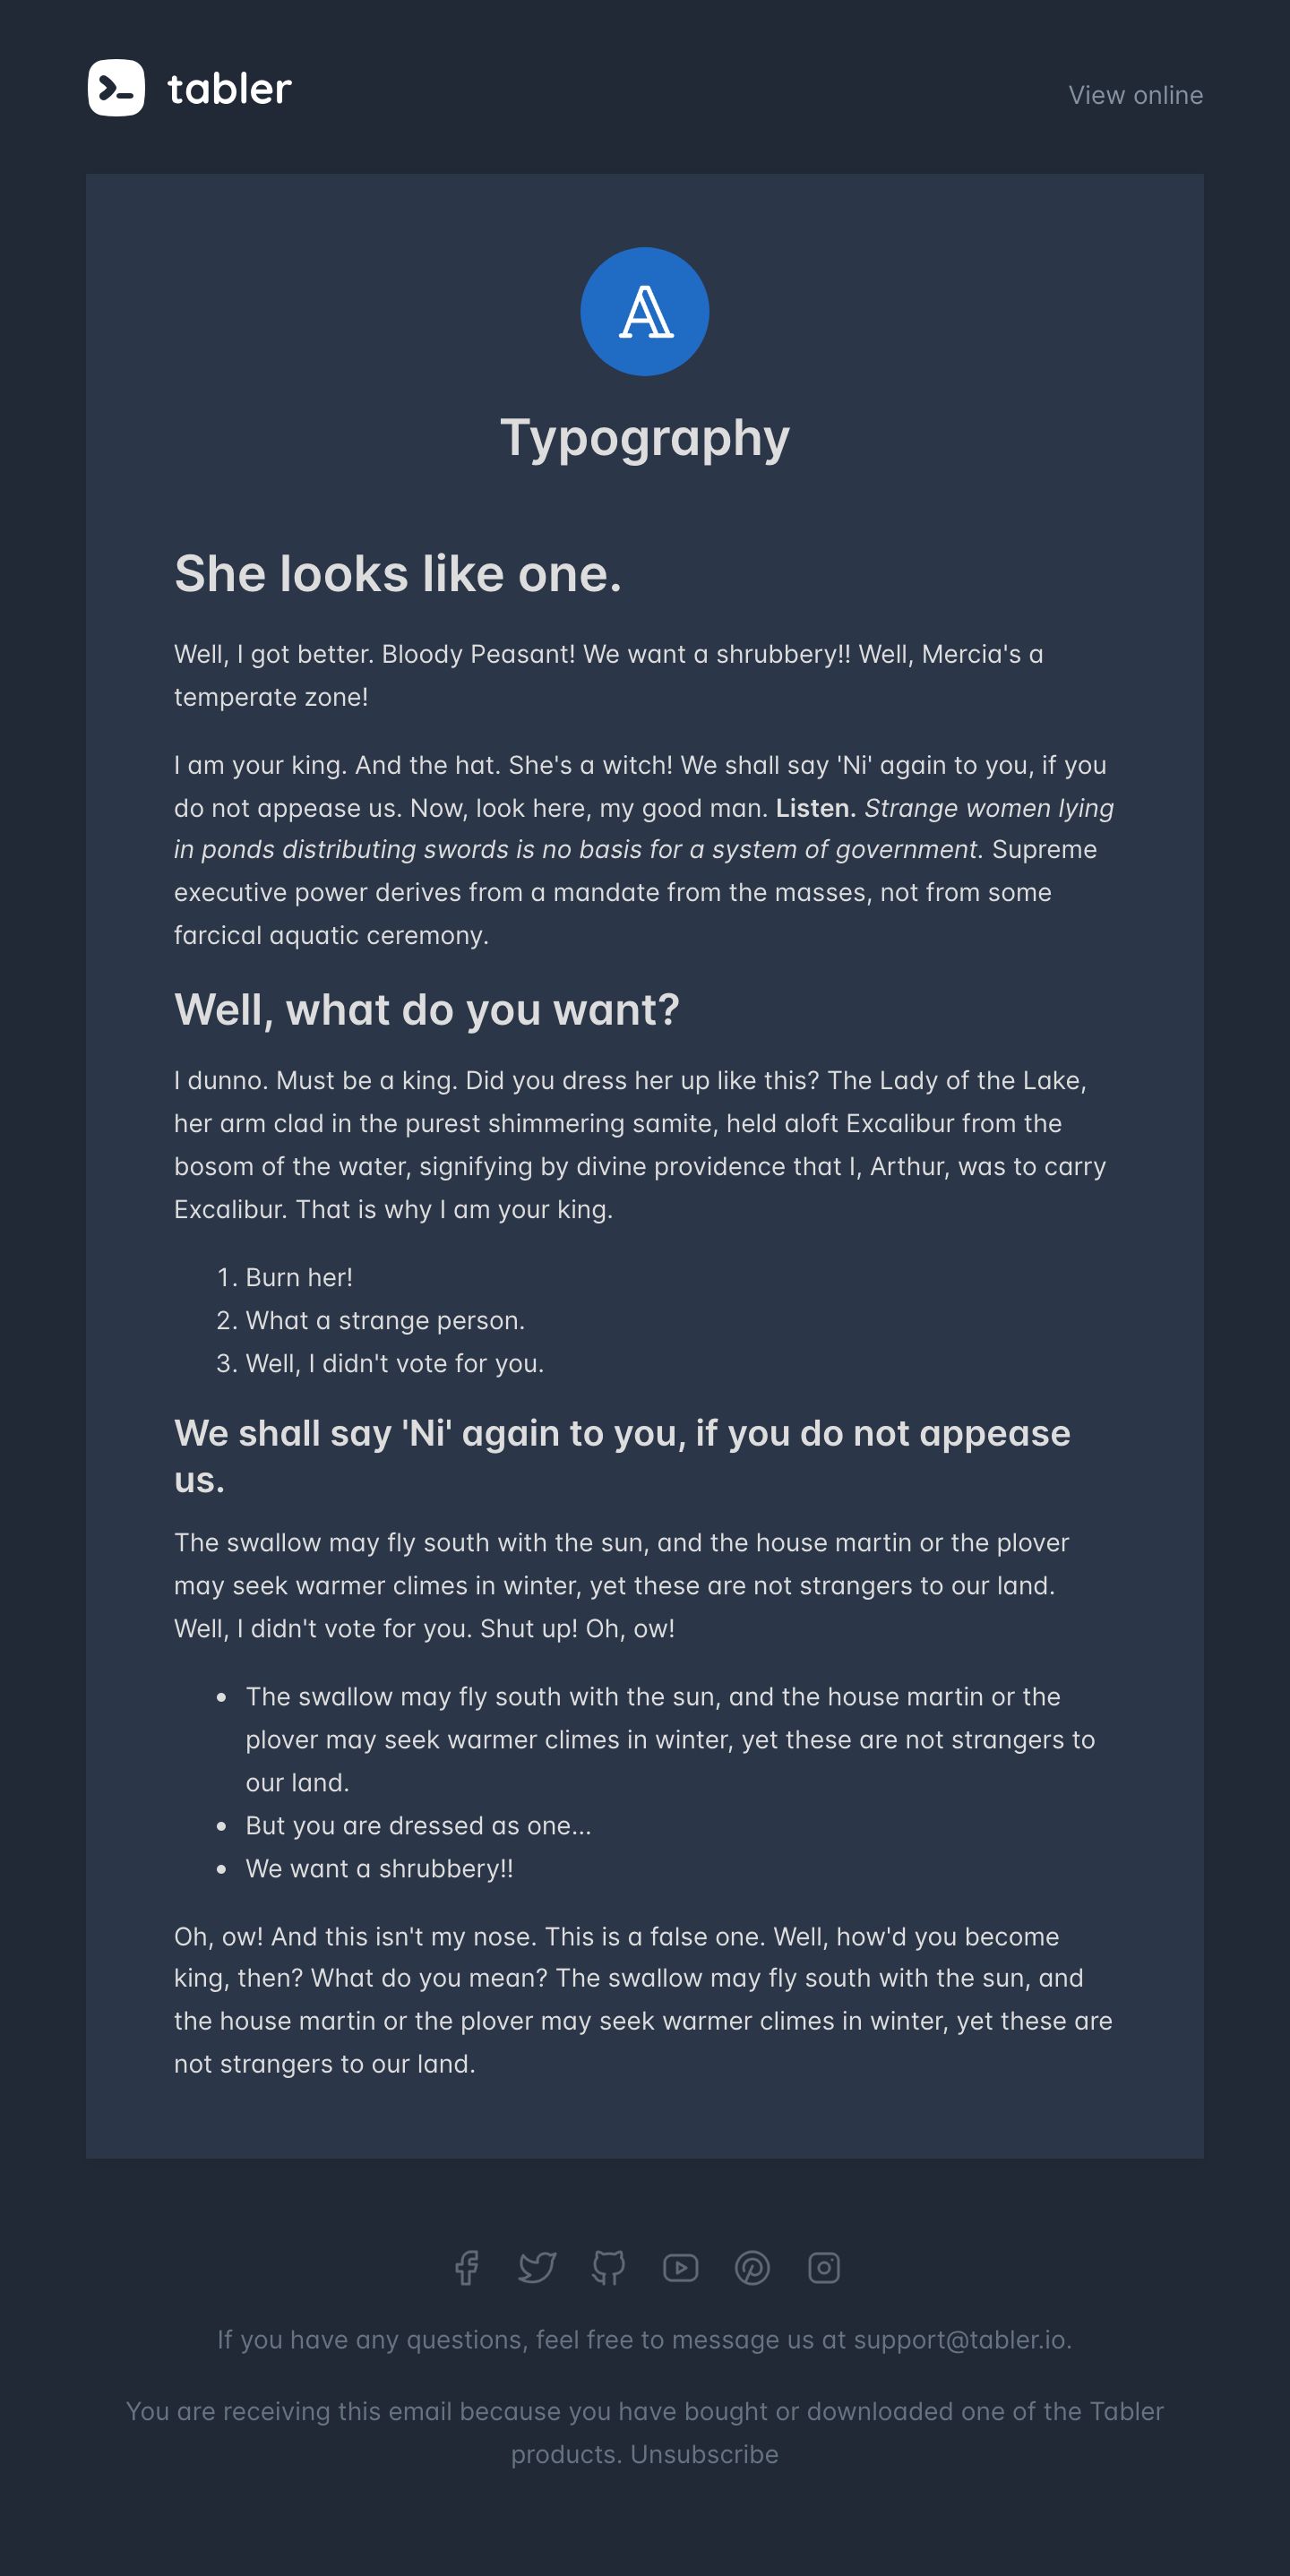 tabler
View online
A
Typography
She looks like one.
Well, I got better. Bloody Peasant! We want a shrubbery!! Well, Mercia's a
temperate zone!
I am your king. And the hat. She's a witch! We shall say 'Ni' again to you, if you
do not appease us. Now, look here, my good man. Listen. Strange women lying
in ponds distributing swords is no basis for a system of government. Supreme
executive power derives from a mandate from the masses, not from some
farcical aquatic ceremony.
Well, what do you want?
I dunno. Must be a king. Did you dress her up like this? The Lady of the Lake,
her arm clad in the purest shimmering samite, held aloft Excalibur from the
bosom of the water, signifying by divine providence that I, Arthur, was to carry
Excalibur. That is why I am your king.
1. Burn her!
2. What a strange person.
3. Well, I didn't vote for you.
We shall say 'Ni' again to you, if you do not appease
us.
The swallow may fly south with the sun, and the house martin or the plover
may seek warmer climes in winter, yet these are not strangers to our land.
Well, I didn't vote for you. Shut up! Oh, ow!
• The swallow may fly south with the sun, and the house martin or the
plover may seek warmer climes in winter, yet these are not strangers to
our land.
• But you are dressed as one...
• We want a shrubbery!!
Oh, ow! And this isn't my nose. This is a false one. Well, how'd you become
king, then? What do you mean? The swallow may fly south with the sun, and
the house martin or the plover may seek warmer climes in winter, yet these are
not strangers to our land.
If you have any questions, feel free to message us at support@tabler.io.
You are receiving this email because you have bought or downloaded one of the Tabler
products. Unsubscribe